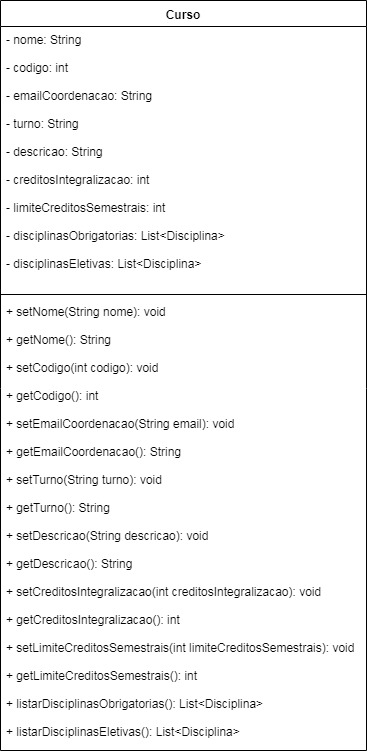 Curso
- nome: String
- codigo: int
- emailCoordenacao: String
- turno: String
- descricao: String
- creditosIntegralizacao: int
- limiteCreditosSemestrais: int
- disciplinasObrigatorias: List<Disciplina>
- disciplinasEletivas: List<Disciplina>
+ setNome(String nome): void
+ getNome(): String
+ setCodigo(int codigo): void
+ getCodigo(): int
+ setEmailCoordenacao(String email): void
+ getEmailCoordenacao(): String
+ setTurno(String turno): void
+ getTurno(): String
+ setDescricao(String descricao): void
+ getDescricao(): String
+ setCreditosIntegralizacao(int creditosIntegralizacao): void
+ getCreditosIntegralizacao(): int
+ setLimiteCreditosSemestrais(int limiteCreditosSemestrais): void
+ getLimiteCreditosSemestrais(): int
+ listarDisciplinasObrigatorias(): List<Disciplina>
+ listarDisciplinasEletivas(): List<Disciplina>